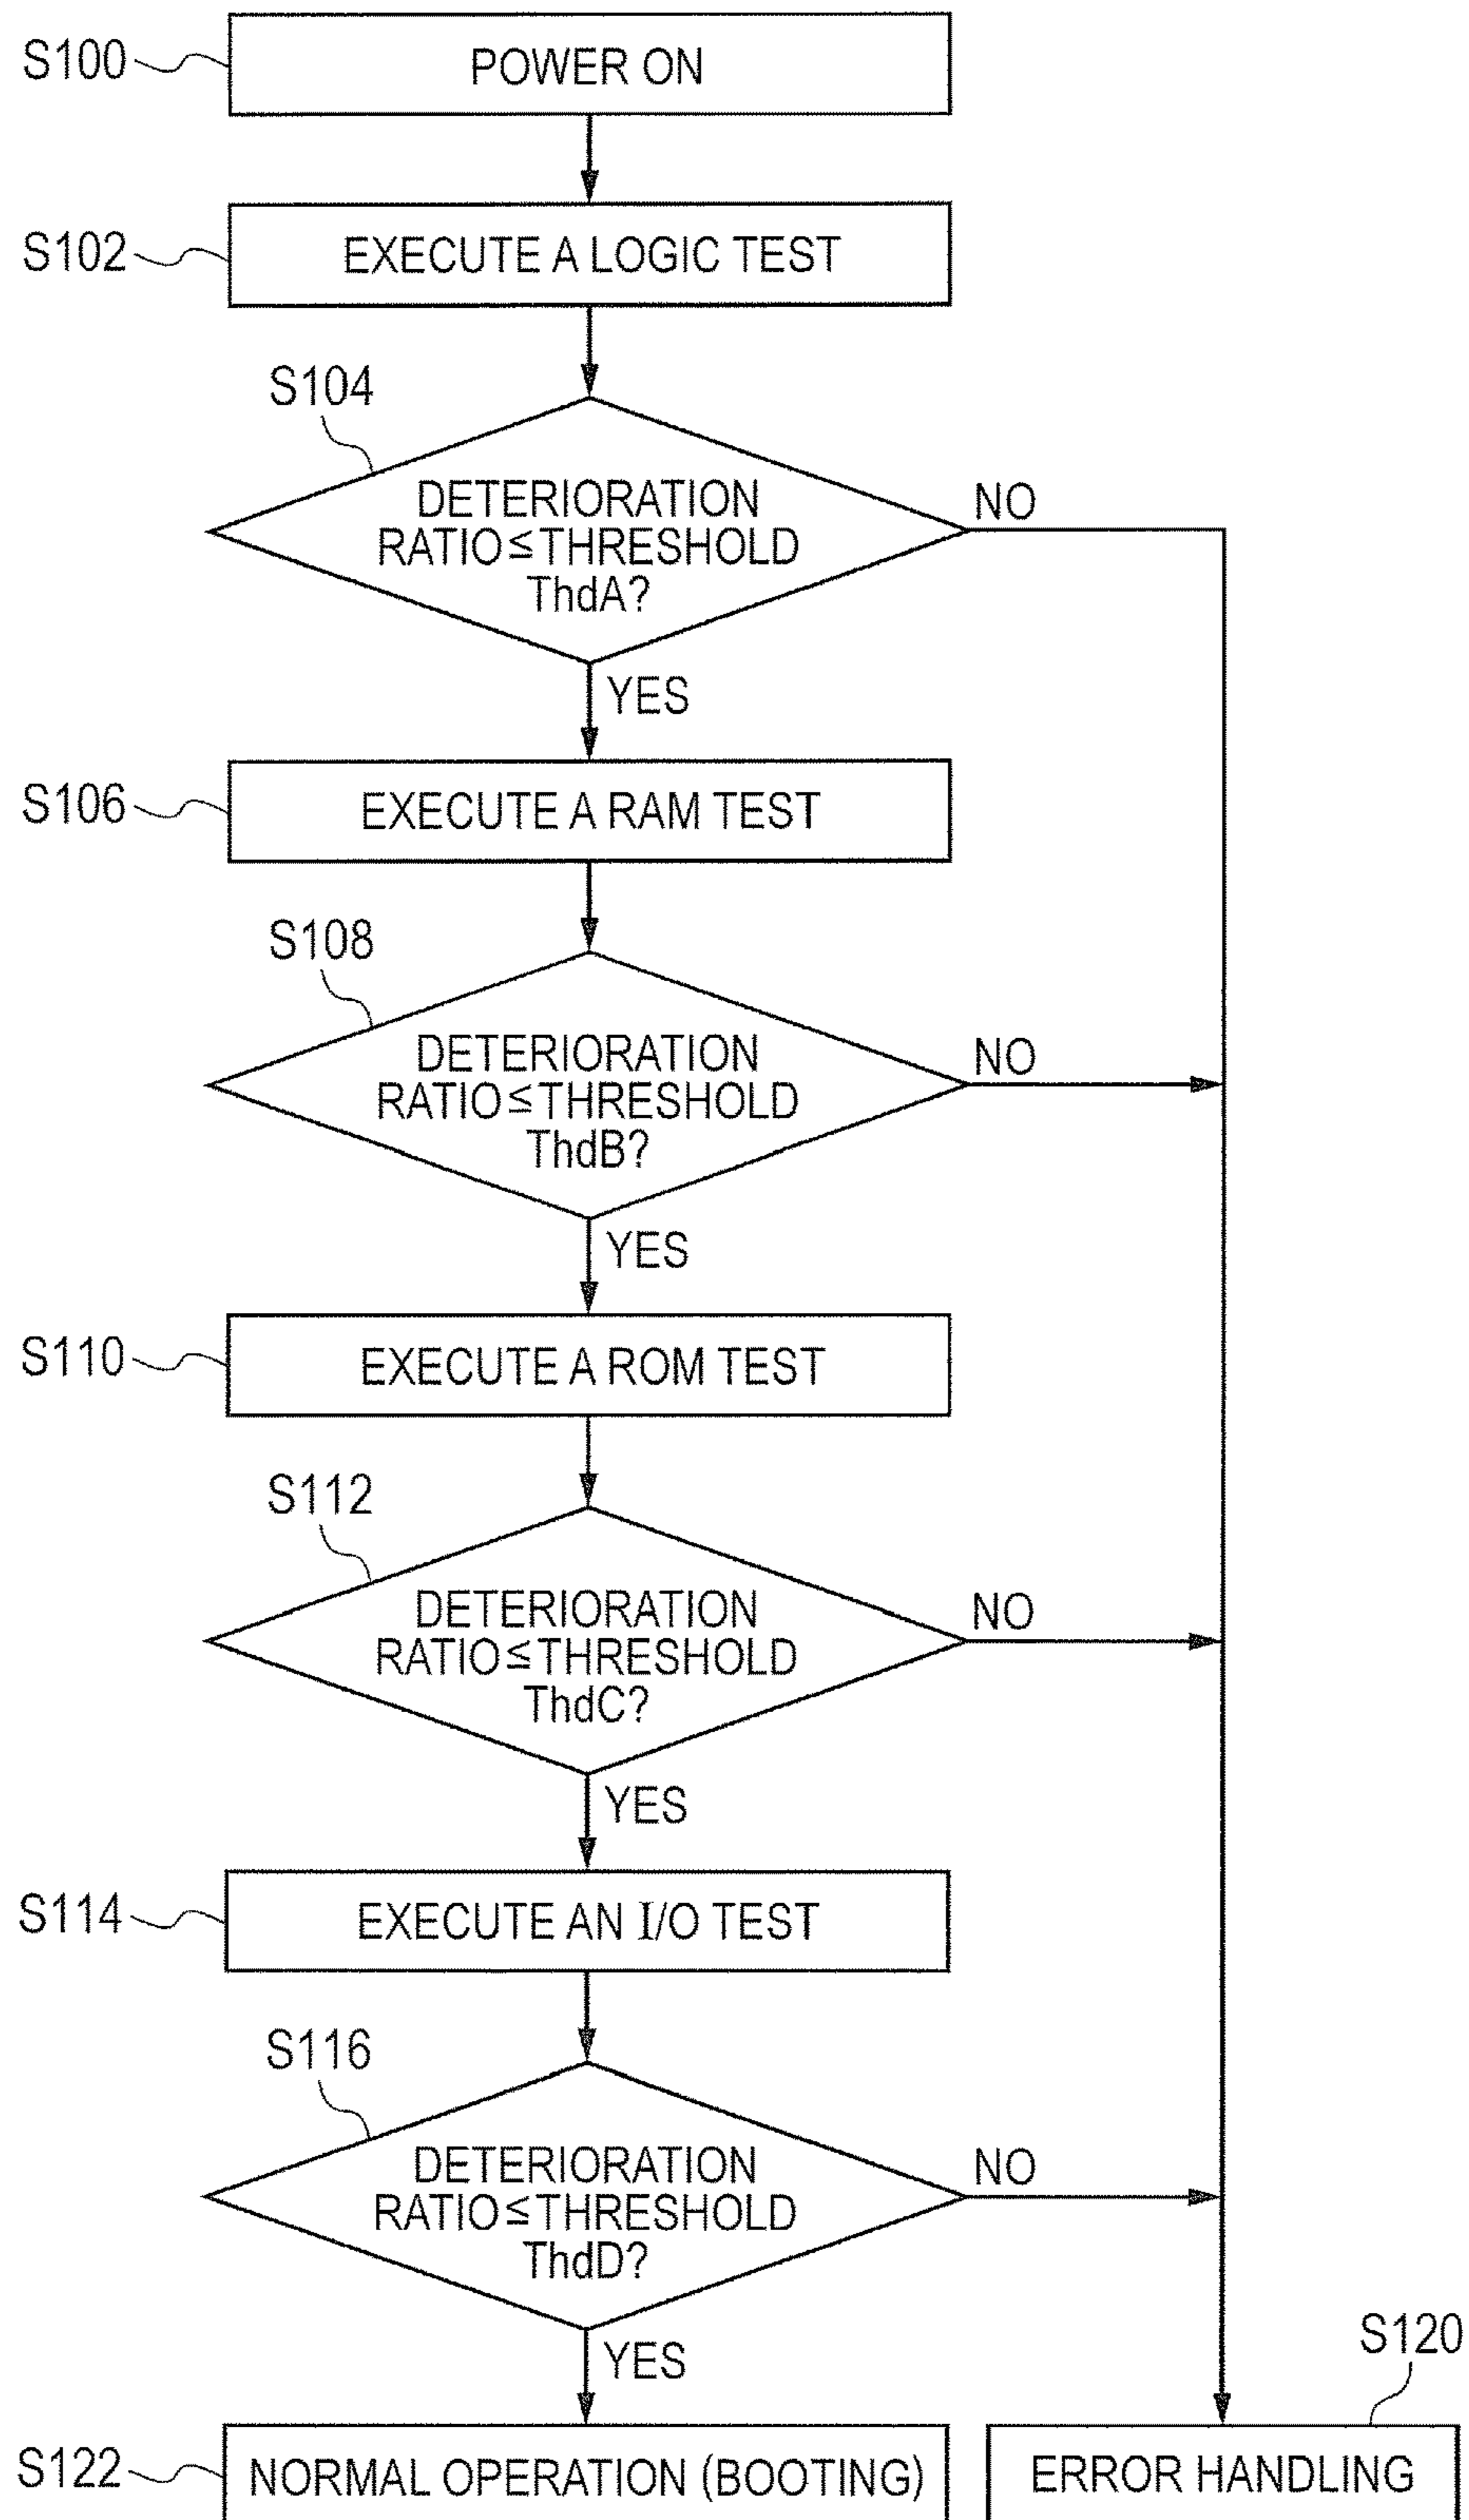 S100
POWER ON
S102
EXECUTE A LOGIC TEST
S104
DETERIORATION
RATIO≤THRESHOLD
ThdA?
NO
YES
S106
EXECUTE A RAM TEST
S108
DETERIORATION
RATIO≤THRESHOLD
ThdB?
NO
YES
S110
EXECUTE A ROM TEST
S112
DETERIORATION
RATIO≤THRESHOLD
ThdC?
NO
YES
S114
EXECUTE AN I/O TEST
S116
DETERIORATION
RATIO≤THRESHOLD
ThdD?
NO
YES
S120
S122
NORMAL OPERATION (BOOTING)
ERROR HANDLING